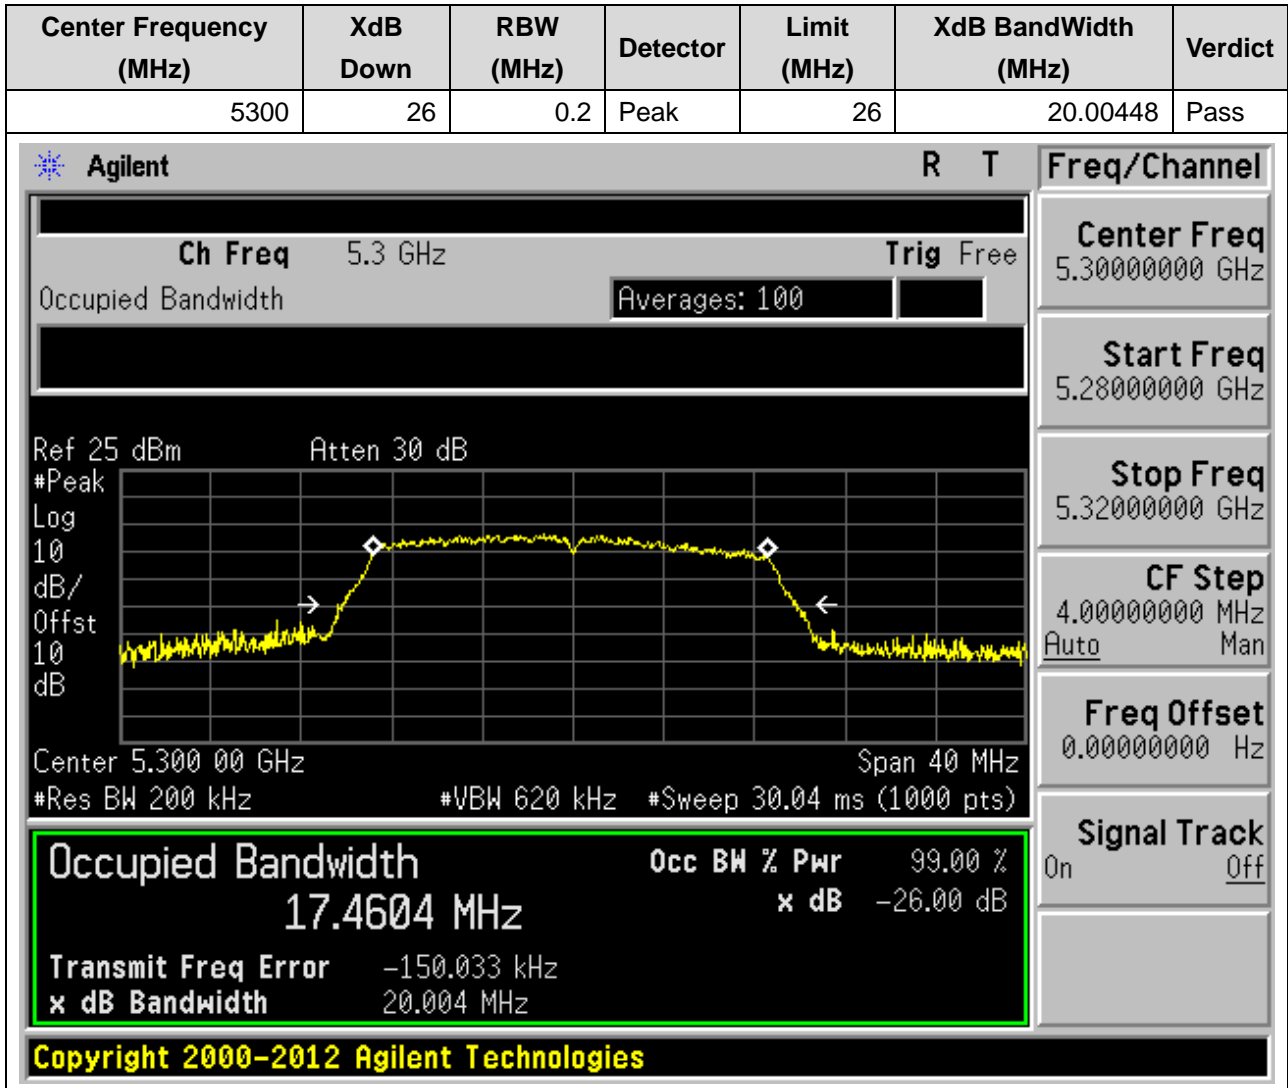 Center Frequency (MHz) XdB Down RBW (MHz) Detector Limit (MHz) XdB BandWidth (MHz) Verdict
5300 26 0.2 Peak 26 20.00448 Pass
Agilent R T
Ch Freq 5.3 GHz Trig Free
Occupied Bandwidth Averages: 100
Ref 25 dBm Atten 30 dB
#Peak
Log
10
dB/
Offst
10
dB
Center 5.300 00 GHz Span 40 MHz
#Res BW 200 kHz #VBW 620 kHz #Sweep 30.04 ms (1000 pts)
Occupied Bandwidth Occ BW % Pwr 99.00 %
17.4604 MHz x dB -26.00 dB
Transmit Freq Error -150.033 kHz
x dB Bandwidth 20.004 MHz
Copyright 2000-2012 Agilent Technologies
Freq/Channel
Center Freq
5.30000000 GHz
Start Freq
5.28000000 GHz
Stop Freq
5.32000000 GHz
CF Step
4.00000000 MHz
Auto Man
Freq Offset
0.00000000 Hz
Signal Track
On Off